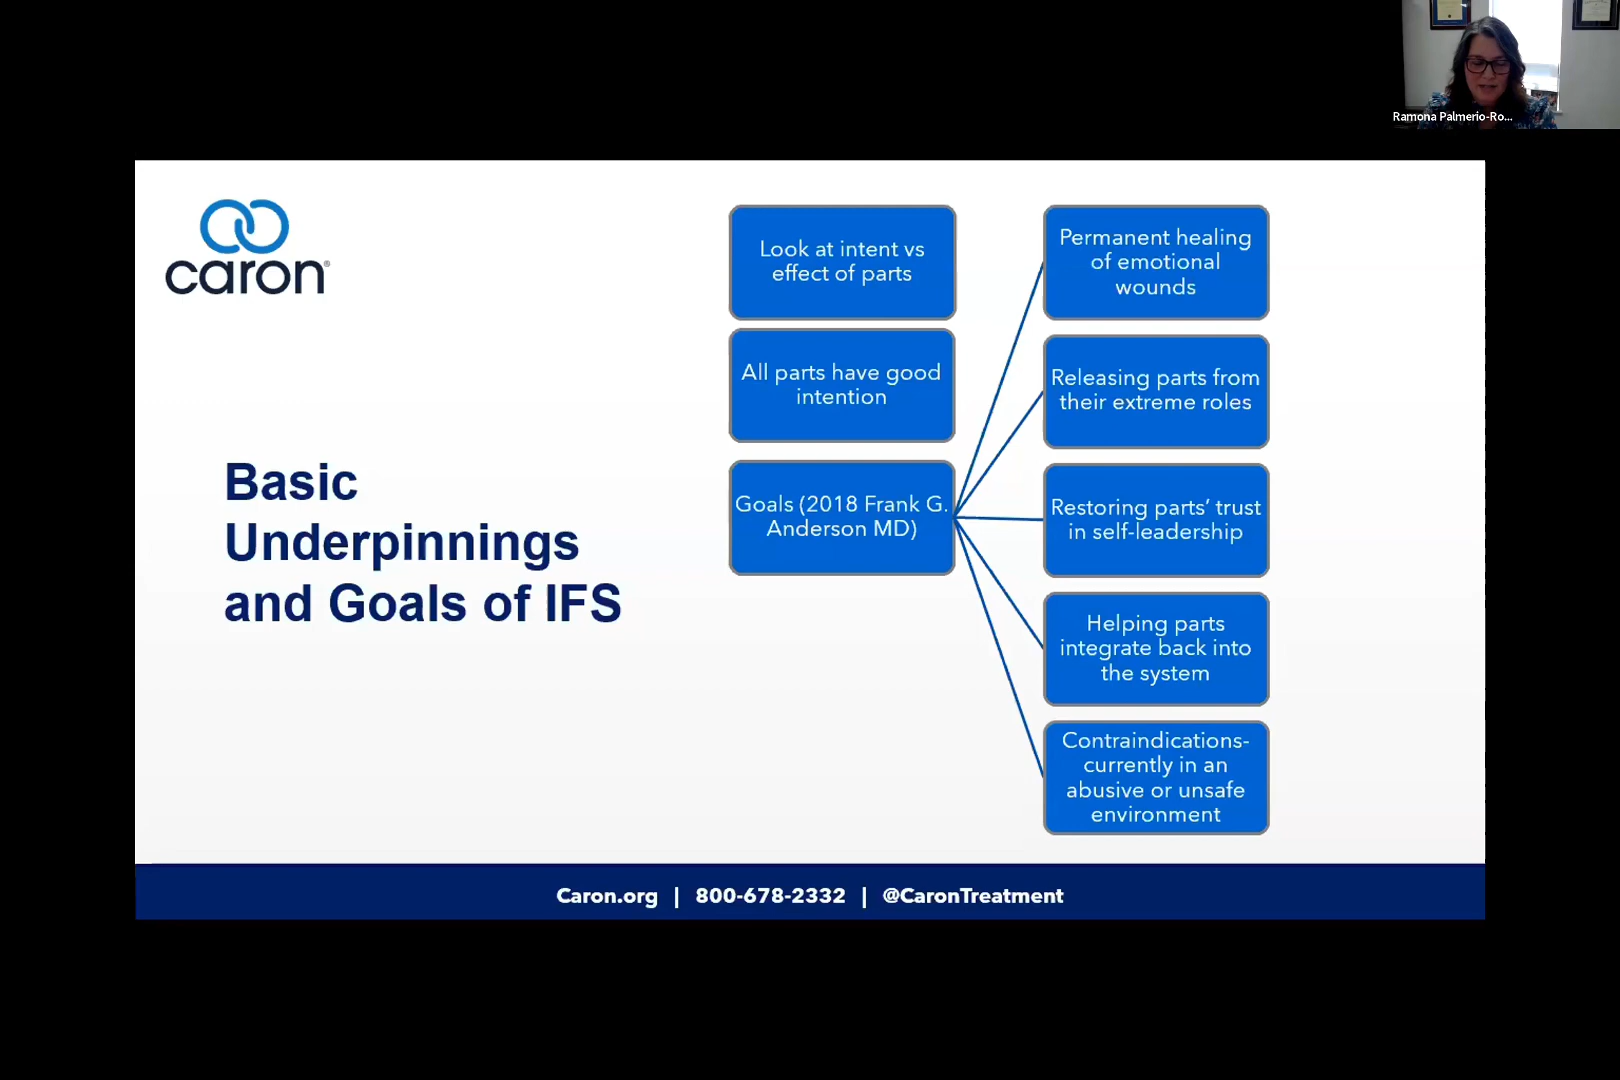 Ramona Palmerio-Ro...
caron®
Basic
Underpinnings
and Goals of IFS
Look at intent vs
effect of parts
All parts have good
intention
Goals (2018 Frank G.
Anderson MD)
Permanent healing
of emotional
wounds
Releasing parts from
their extreme roles
Restoring parts’ trust
in self-leadership
Helping parts
integrate back into
the system
Contraindications-
currently in an
abusive or unsafe
environment
Caron.org | 800-678-2332 | @CaronTreatment